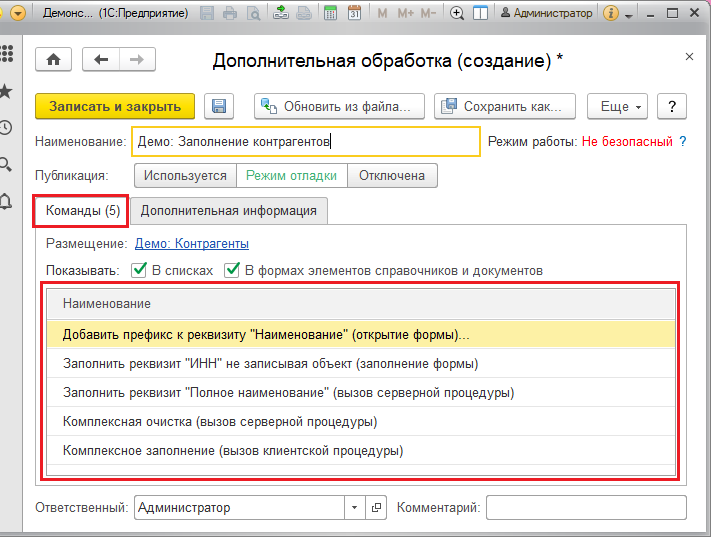 Демонс... (1С:Предприятие)
M M+ M-
Администратор
Дополнительная обработка (создание) *
Записать и закрыть
Обновить из файла...
Сохранить как...
Еще
?
Наименование: Демо: Заполнение контрагентов
Режим работы: Не безопасный ?
Публикация: Используется Режим отладки Отключена
Команды (5) Дополнительная информация
Размещение: Демо: Контрагенты
Показывать: В списках В формах элементов справочников и документов
Наименование
Добавить префикс к реквизиту "Наименование" (открытие формы)...
Заполнить реквизит "ИНН" не записывая объект (заполнение формы)
Заполнить реквизит "Полное наименование" (вызов серверной процедуры)
Комплексная очистка (вызов серверной процедуры)
Комплексное заполнение (вызов клиентской процедуры)
Ответственный: Администратор Комментарий: